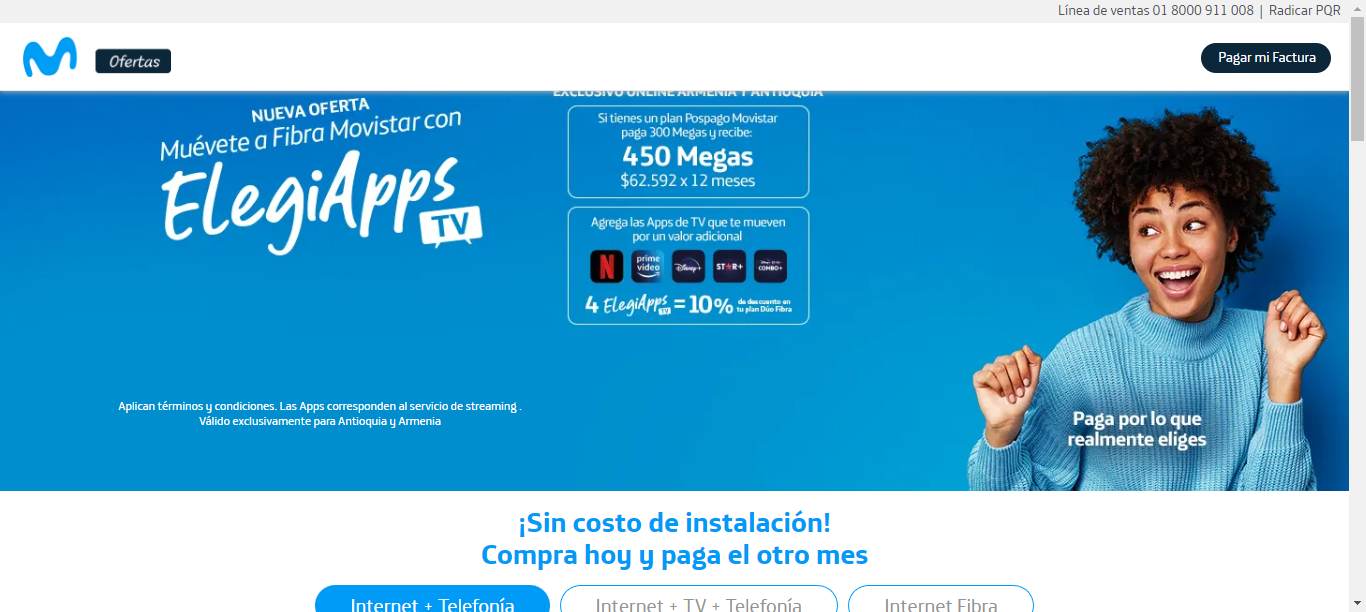 Línea de ventas 01 8000 911 008 | Radicar PQR
Ofertas
Pagar mi Factura
NUEVA OFERTA
Muévete a Fibra Movistar con
ElegiApps
TV
EXCLUSIVO ONLINE ARMENIA Y ANTIOQUIA
Si tienes un plan Pospago Movistar
paga 300 Megas y recibe:
450 Megas
$62.592 x 12 meses
Agrega las Apps de TV que te mueven
por un valor adicional
N prime video Disney+ STAR+ COMBO+
4 ElegiApps TV = 10% de descuento en
tu plan Dúo Fibra
Aplican términos y condiciones. Las Apps corresponden al servicio de streaming .
Válido exclusivamente para Antioquia y Armenia
Paga por lo que
realmente eliges
¡Sin costo de instalación!
Compra hoy y paga el otro mes
Internet + Telefonía
Internet + TV + Telefonía
Internet Fibra